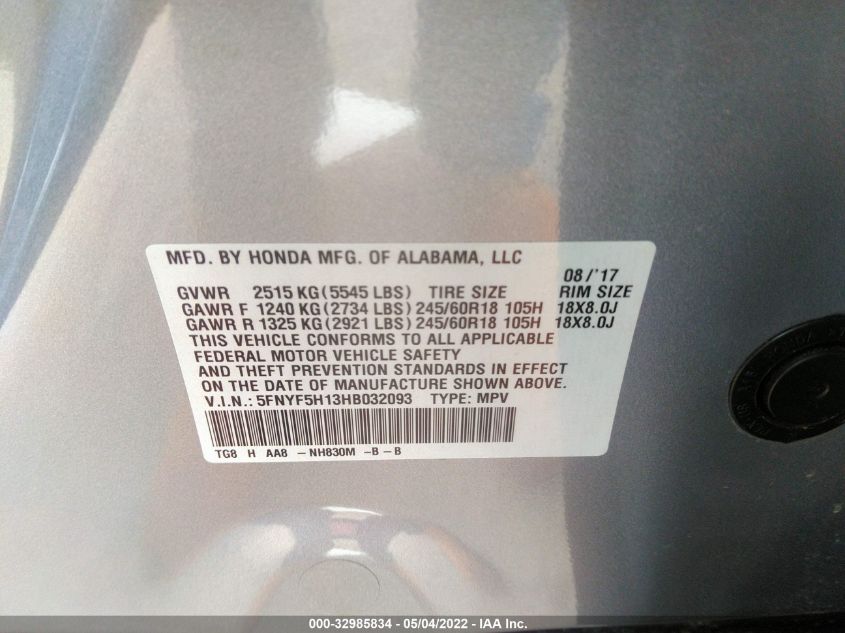 MFD. BY HONDA MFG. OF ALABAMA, LLC
08/'17
GVWR 2515 KG(5545 LBS) TIRE SIZE RIM SIZE
GAWR F 1240 KG(2734 LBS) 245/60R18 105H 18X8.0J
GAWR R 1325 KG(2921 LBS) 245/60R18 105H 18X8.0J
THIS VEHICLE CONFORMS TO ALL APPLICABLE
FEDERAL MOTOR VEHICLE SAFETY
AND THEFT PREVENTION STANDARDS IN EFFECT
ON THE DATE OF MANUFACTURE SHOWN ABOVE.
V.I.N.: 5FNYF5H13HB032093 TYPE: MPV
TG8 H AA8 -NH830M -B-B
000-32985834 - 05/04/2022 - IAA Inc.